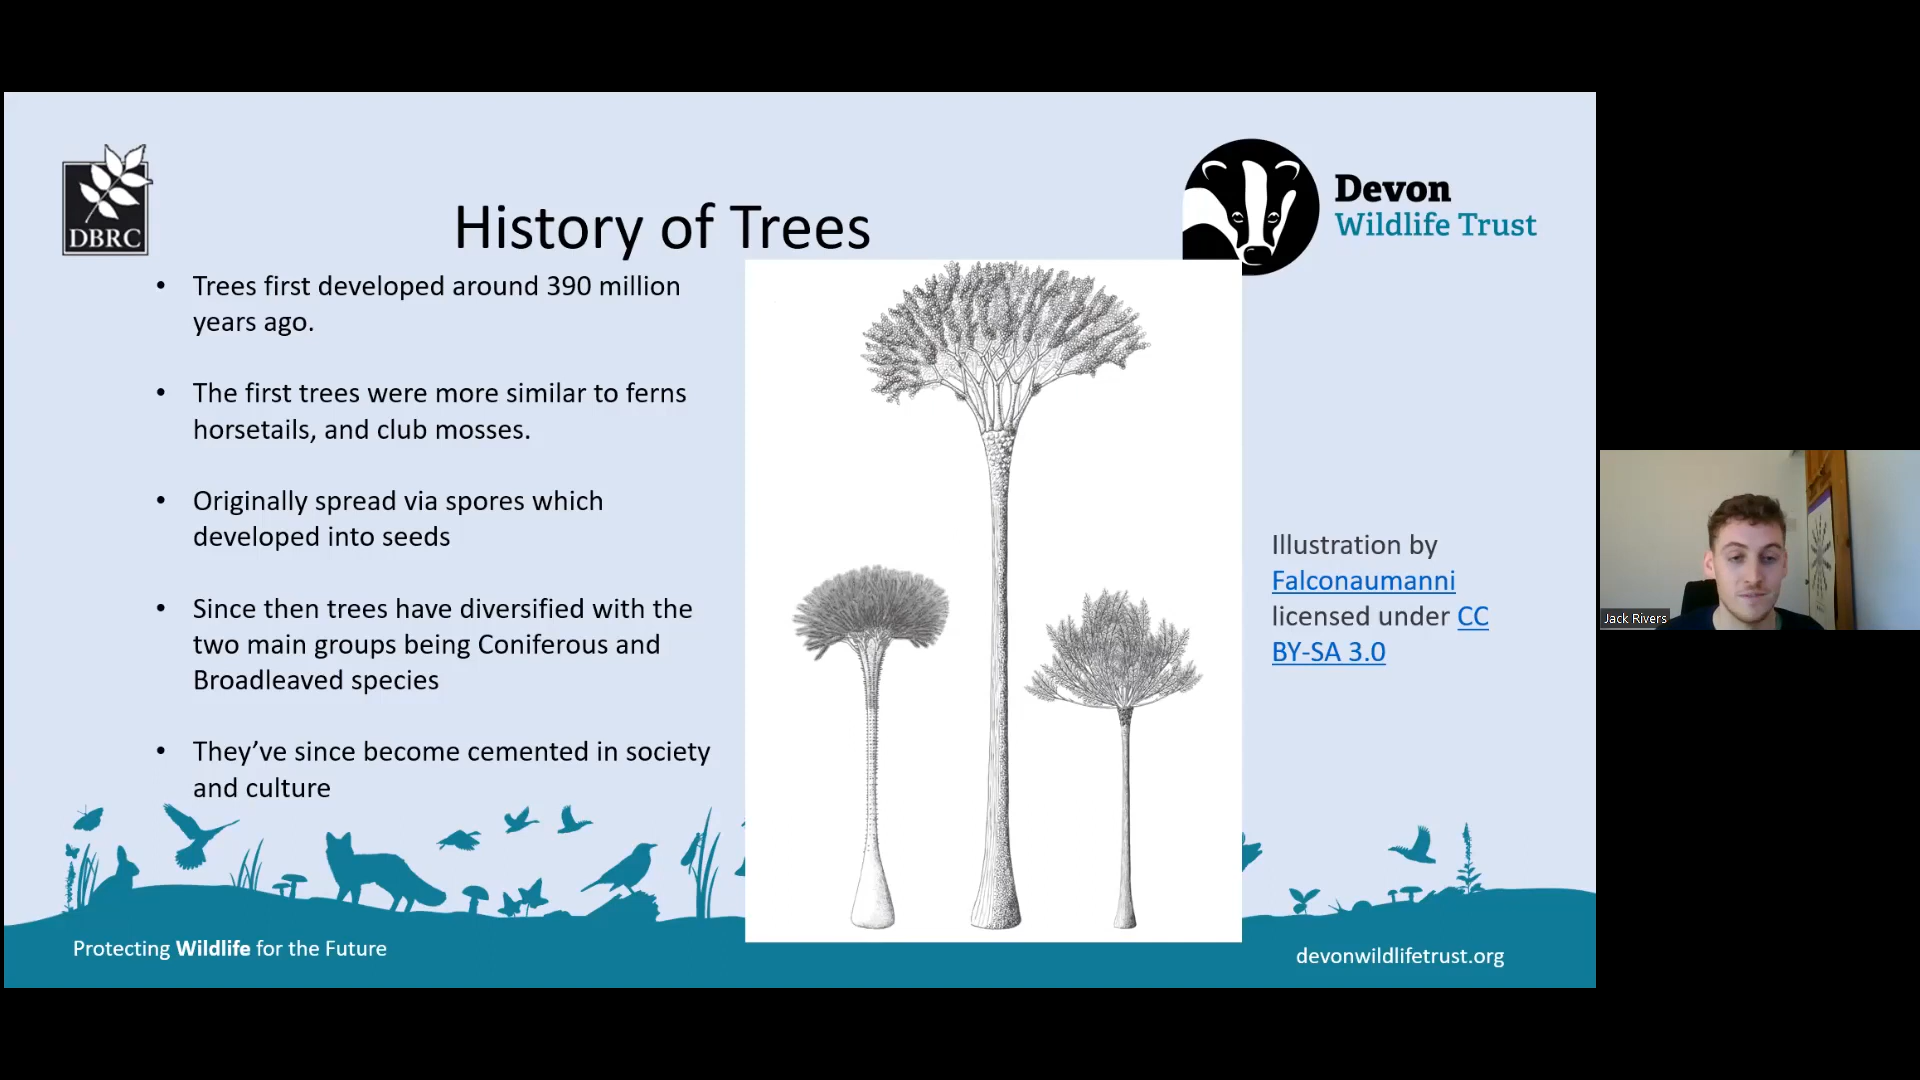 DBRC
History of Trees
Devon
Wildlife Trust
• Trees first developed around 390 million
years ago.
• The first trees were more similar to ferns
horsetails, and club mosses.
• Originally spread via spores which
developed into seeds
• Since then trees have diversified with the
two main groups being Coniferous and
Broadleaved species
• They’ve since become cemented in society
and culture
Illustration by
Falconaumanni
licensed under CC
BY-SA 3.0
Jack Rivers
Protecting Wildlife for the Future
devonwildlifetrust.org